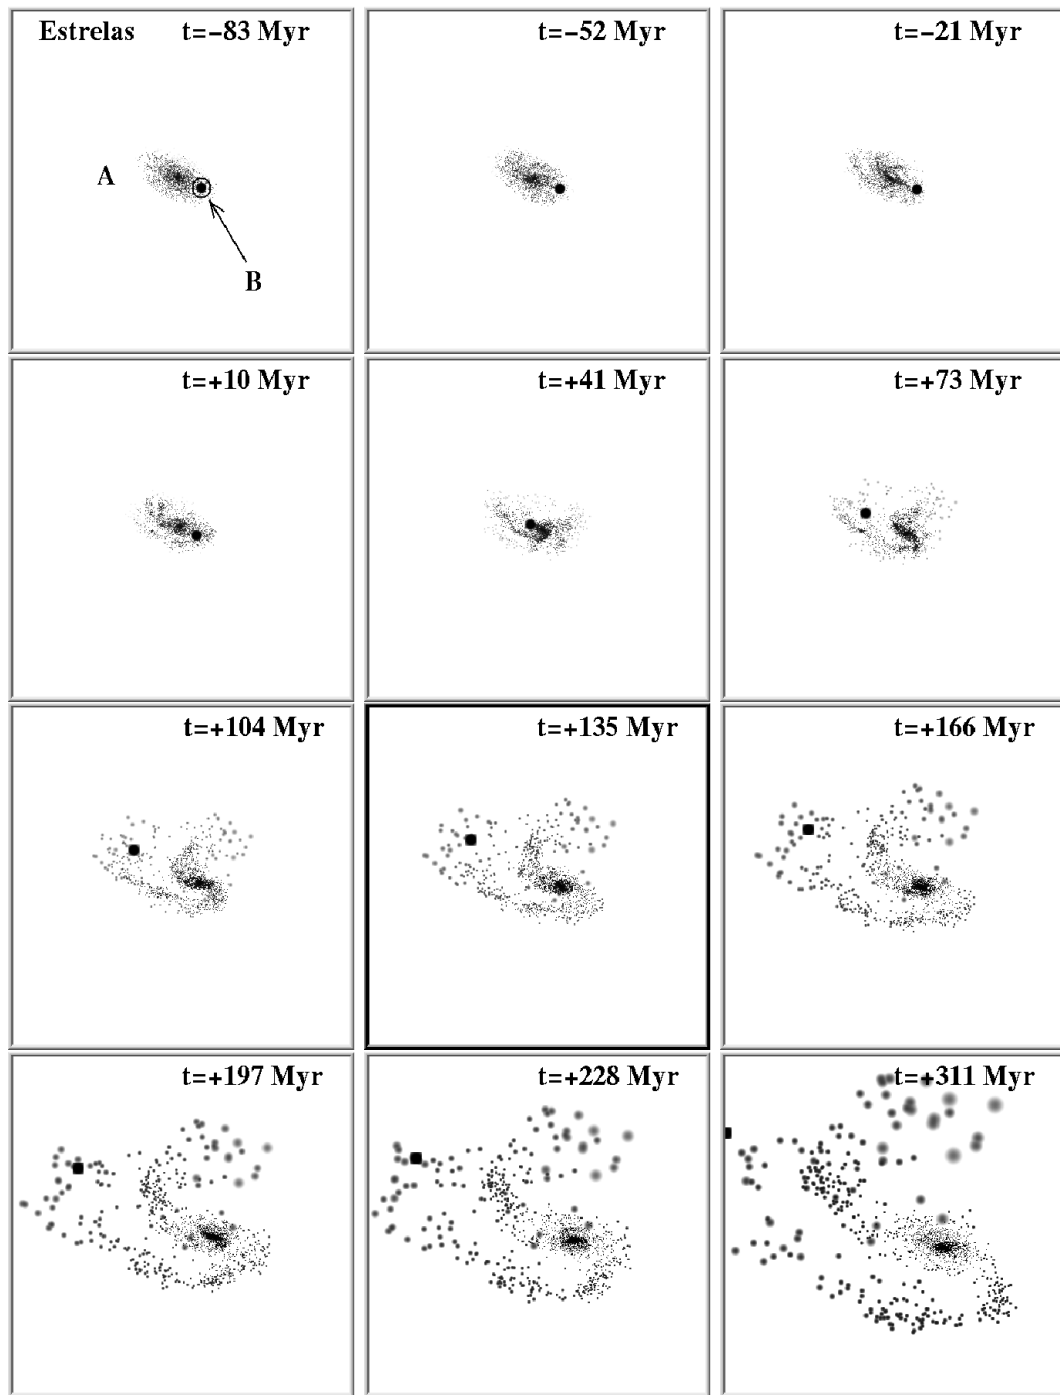 Estrelas t=−83 Myr
t=−52 Myr
t=−21 Myr
A
B
t=+10 Myr
t=+41 Myr
t=+73 Myr
t=+104 Myr
t=+135 Myr
t=+166 Myr
t=+197 Myr
t=+228 Myr
t=+311 Myr